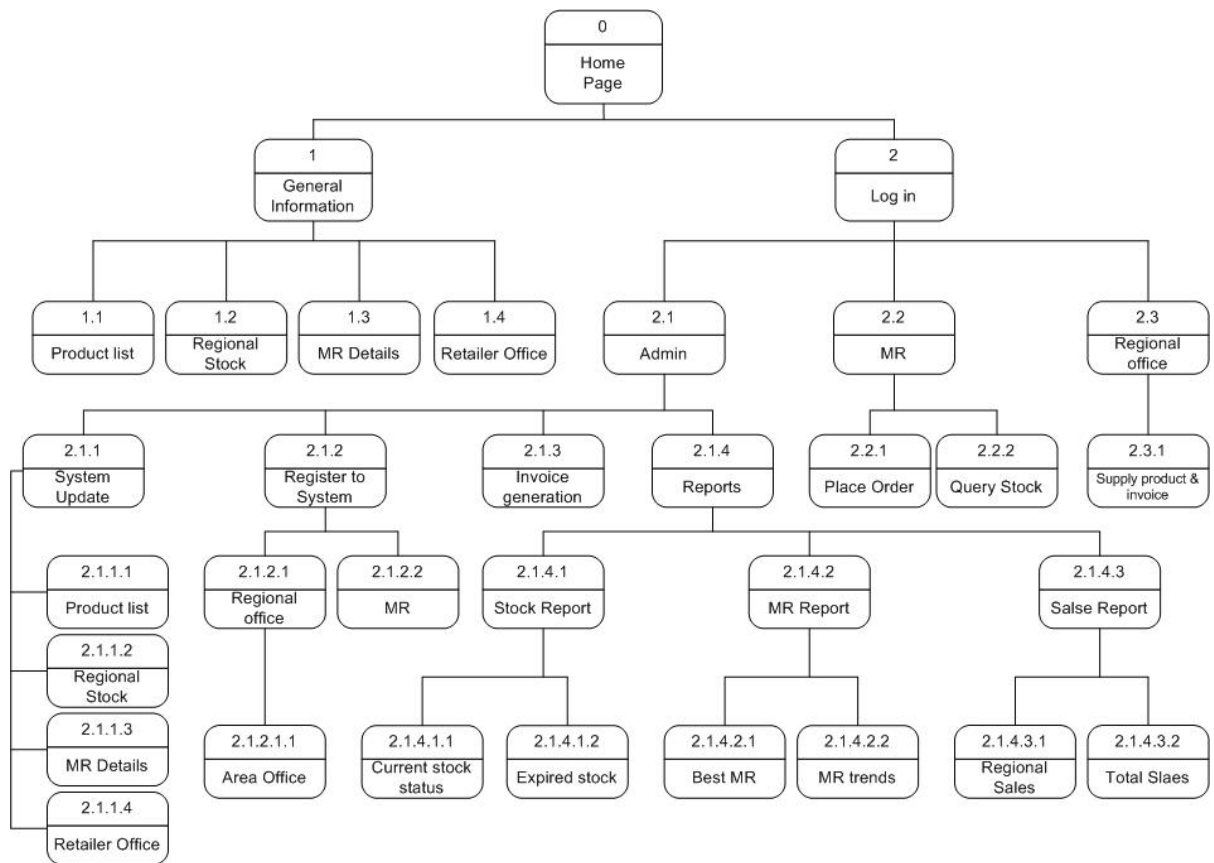 0
Home
Page
1
General
Information
2
Log in
1.1
Product list
1.2
Regional
Stock
1.3
MR Details
1.4
Retailer Office
2.1
Admin
2.2
MR
2.3
Regional
office
2.1.1
System
Update
2.1.2
Register to
System
2.1.3
Invoice
generation
2.1.4
Reports
2.2.1
Place Order
2.2.2
Query Stock
2.3.1
Supply product &
invoice
2.1.1.1
Product list
2.1.2.1
Regional
office
2.1.2.2
MR
2.1.4.1
Stock Report
2.1.4.2
MR Report
2.1.4.3
Salse Report
2.1.1.2
Regional
Stock
2.1.1.3
MR Details
2.1.2.1.1
Area Office
2.1.4.1.1
Current stock
status
2.1.4.1.2
Expired stock
2.1.4.2.1
Best MR
2.1.4.2.2
MR trends
2.1.4.3.1
Regional
Sales
2.1.4.3.2
Total Slaes
2.1.1.4
Retailer Office